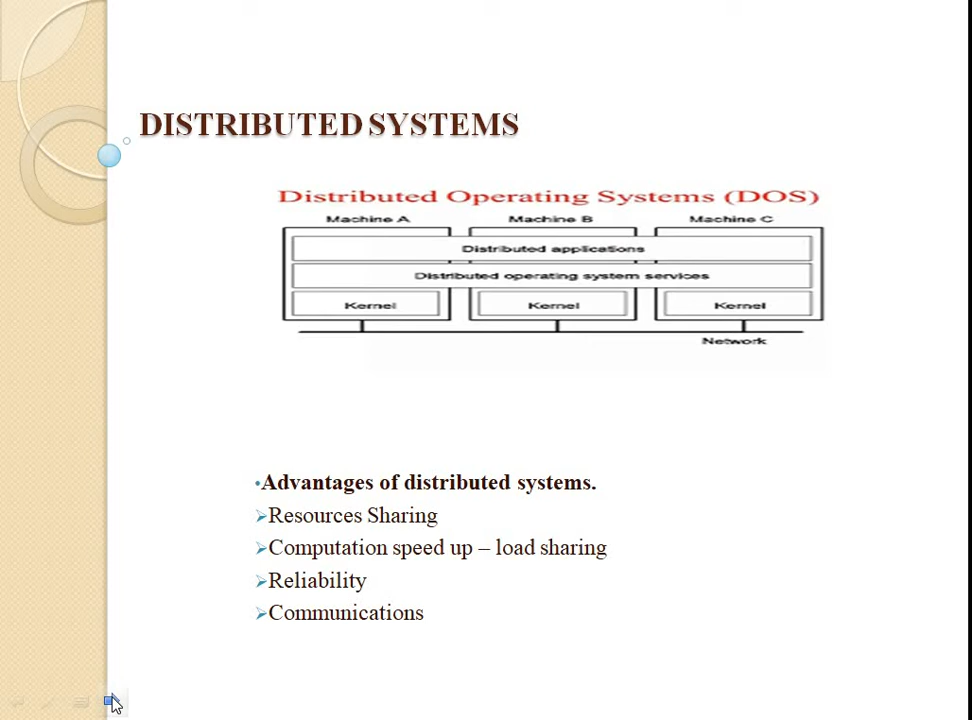 DISTRIBUTED SYSTEMS
Distributed Operating Systems (DOS)
Machine A Machine B Machine C
Distributed applications
Distributed operating system services
Kernel Kernel Kernel
Network
•Advantages of distributed systems.
➢Resources Sharing
➢Computation speed up – load sharing
➢Reliability
➢Communications